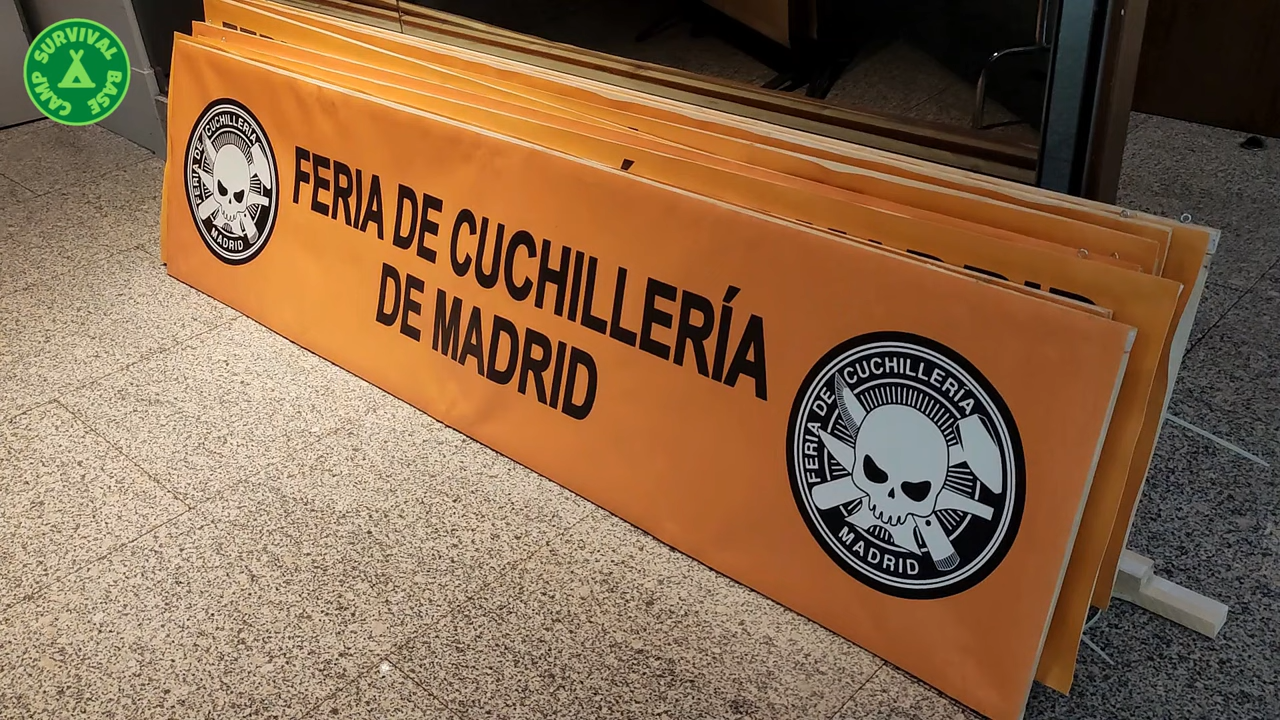 CAMP SURVIVAL BASE
FERIA DE CUCHILLERÍA
MADRID
FERIA DE CUCHILLERÍA
DE MADRID
FERIA DE CUCHILLERÍA
MADRID